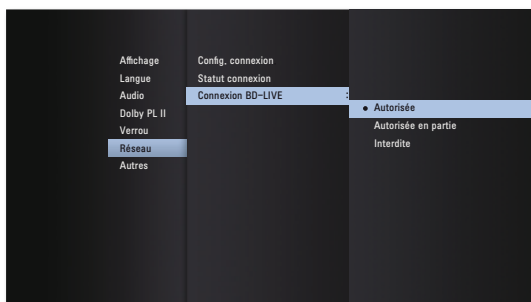 Affichage
Langue
Audio
Dolby PL II
Verrou
Réseau
Autres
Config. connexion
Statut connexion
Connexion BD-LIVE :
● Autorisée
Autorisée en partie
Interdite